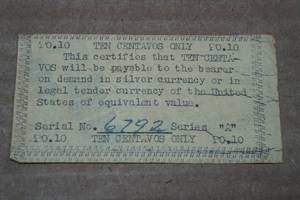 P0.10 TEN CENTAVOS ONLY P0.10
This certifies that TEN CENTA-
VOS will be payable to the bearer
on demand in silver currency or in
legal tender currency of the United
States of equivalent value.
Serial No. 6792 Series "A"
P0.10 TEN CENTAVOS ONLY P0.10